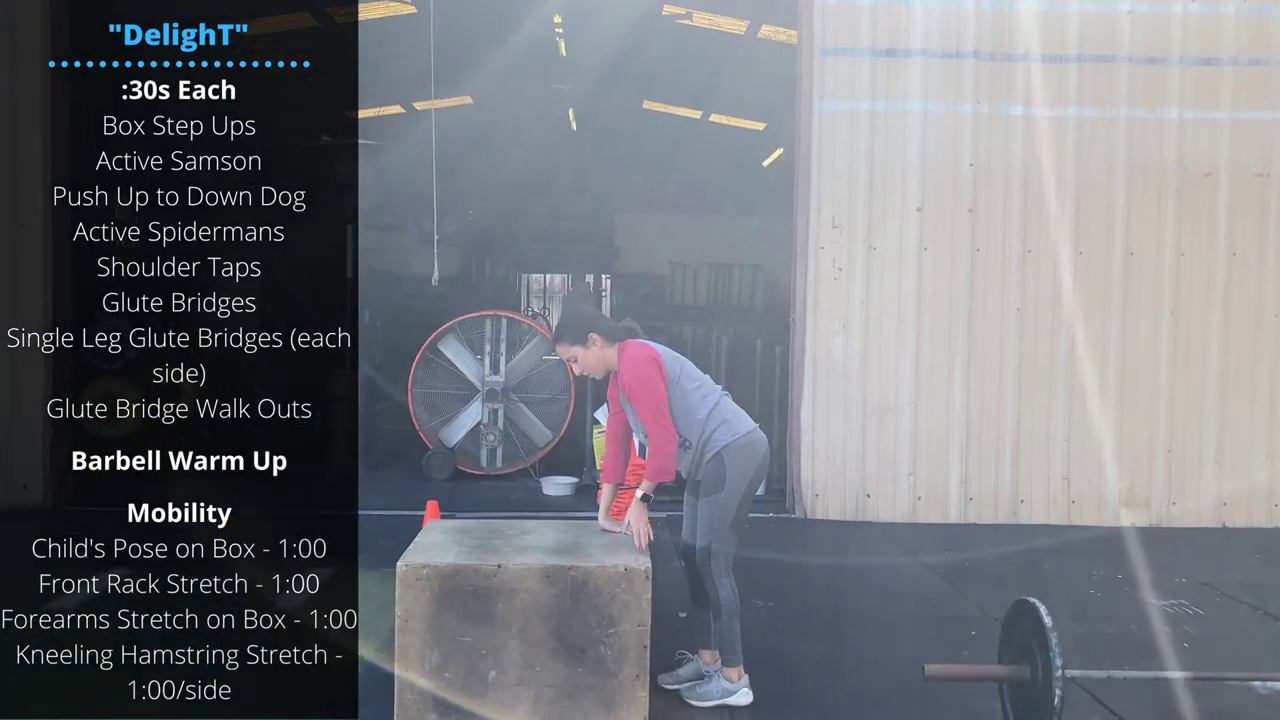 "DelighT"
:30s Each
Box Step Ups
Active Samson
Push Up to Down Dog
Active Spidermans
Shoulder Taps
Glute Bridges
Single Leg Glute Bridges (each
side)
Glute Bridge Walk Outs
Barbell Warm Up
Mobility
Child's Pose on Box - 1:00
Front Rack Stretch - 1:00
Forearms Stretch on Box - 1:00
Kneeling Hamstring Stretch -
1:00/side